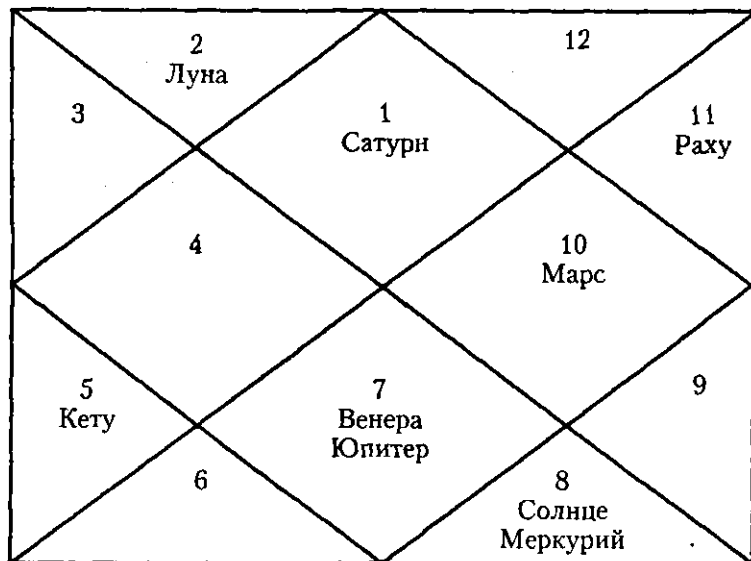 2
Луна
12
3
1
Сатурн
11
Раху
4
10
Марс
5
Кету
7
Венера
Юпитер
9
6
8
Солнце
Меркурий